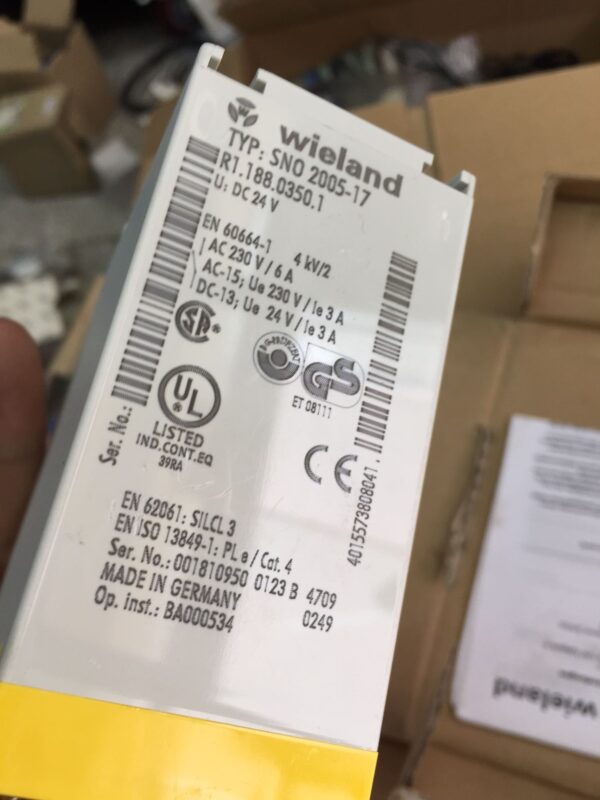 wieland
TYP: SNO 2005-17
R1.188.0350.1
U: DC 24 V
EN 60664-1 4 kV/2
AC 230 V / 6 A
AC-15; Ue 230 V / Ie 3 A
DC-13; Ue 24 V / Ie 3 A
GS
ET 08111
UL
LISTED
IND.CONT.EQ
39RA
CE
Ser. No.:
4015573808041
EN 62061: SILCL 3
EN ISO 13849-1: PL e / Cat. 4
Ser. No.: 001810950 0123 B 4709
MADE IN GERMANY 0249
Op. inst.: BA000534
wieland